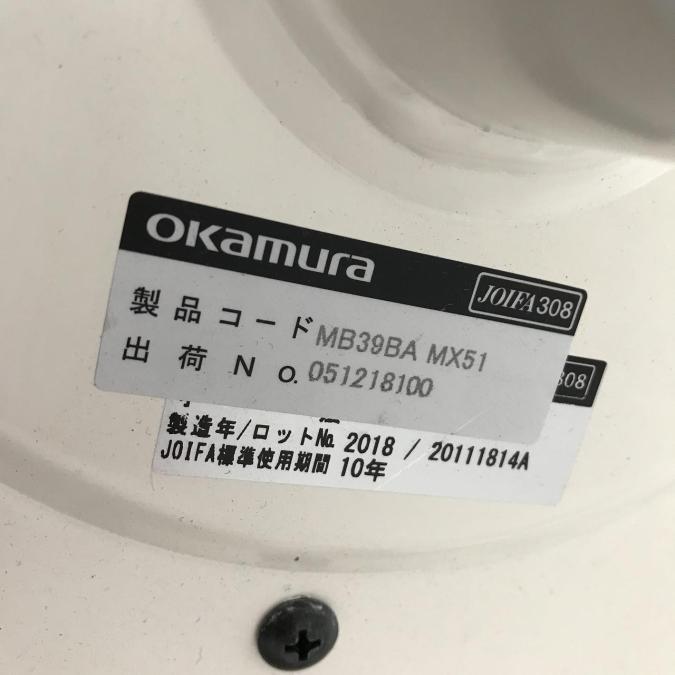 OKamura
JOIFA308
製品コード MB39BA MX51
出荷No. 051218100
308
製造年/ロット№ 2018 / 20111814A
JOIFA標準使用期間 10年